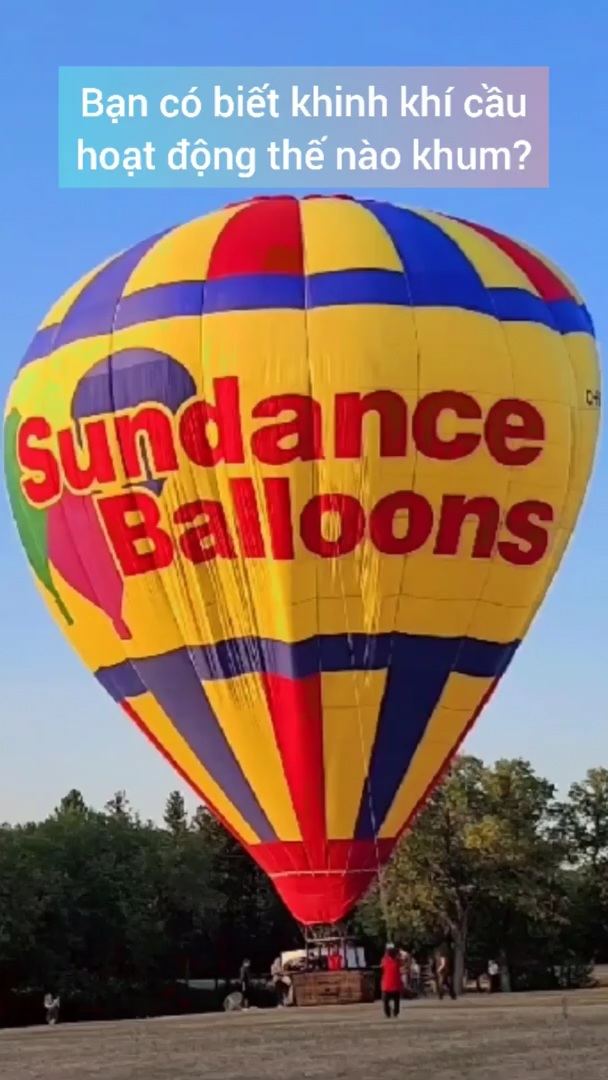 Bạn có biết khinh khí cầu
hoạt động thế nào khum?
Sundance
Balloons